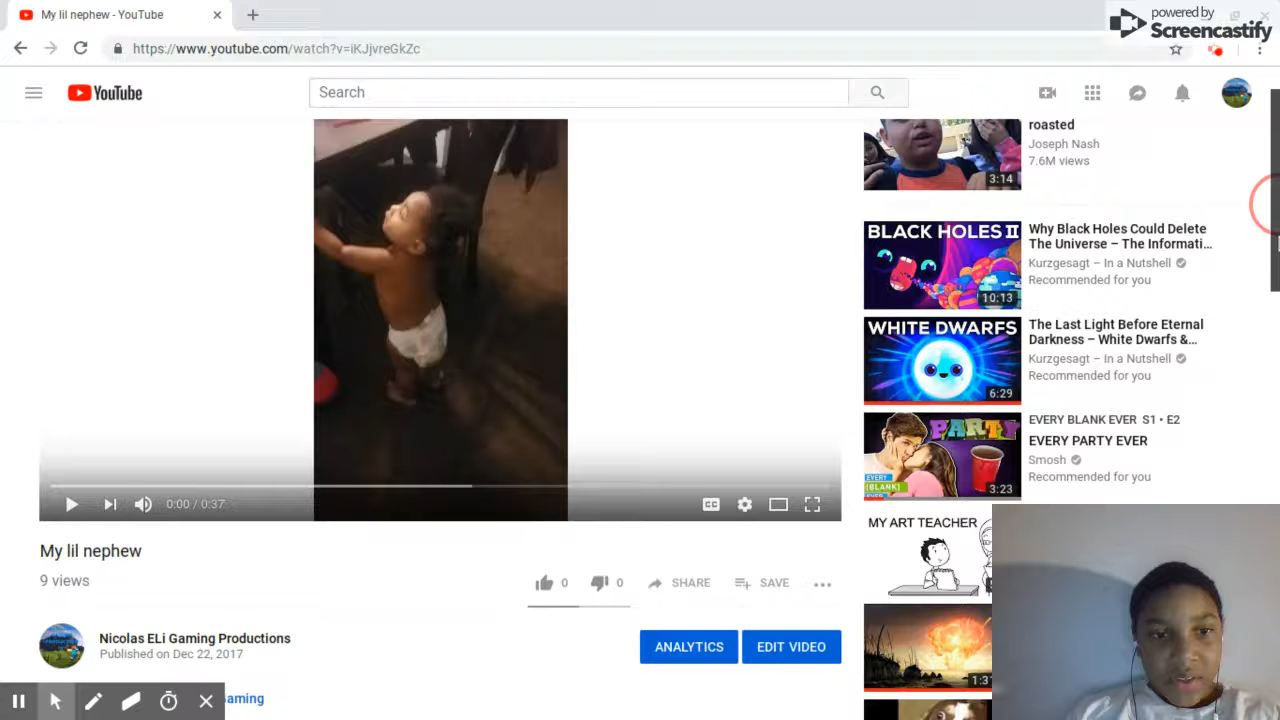 My lil nephew - YouTube
powered by
Screencastify
https://www.youtube.com/watch?v=iKJjvreGkZc
YouTube
Search
roasted
Joseph Nash
7.6M views
3:14
BLACK HOLES II
10:13
Why Black Holes Could Delete
The Universe – The Informati...
Kurzgesagt – In a Nutshell
Recommended for you
WHITE DWARFS
6:29
The Last Light Before Eternal
Darkness – White Dwarfs &...
Kurzgesagt – In a Nutshell
Recommended for you
PARTY
EVERY
[BLANK]
EVER
3:23
EVERY BLANK EVER S1 • E2
EVERY PARTY EVER
Smosh
Recommended for you
MY ART TEACHER
1:31
0:00 / 0:37
CC
My lil nephew
9 views
0
0
SHARE
SAVE
Nicolas ELi Gaming Productions
Published on Dec 22, 2017
ANALYTICS
EDIT VIDEO
aming